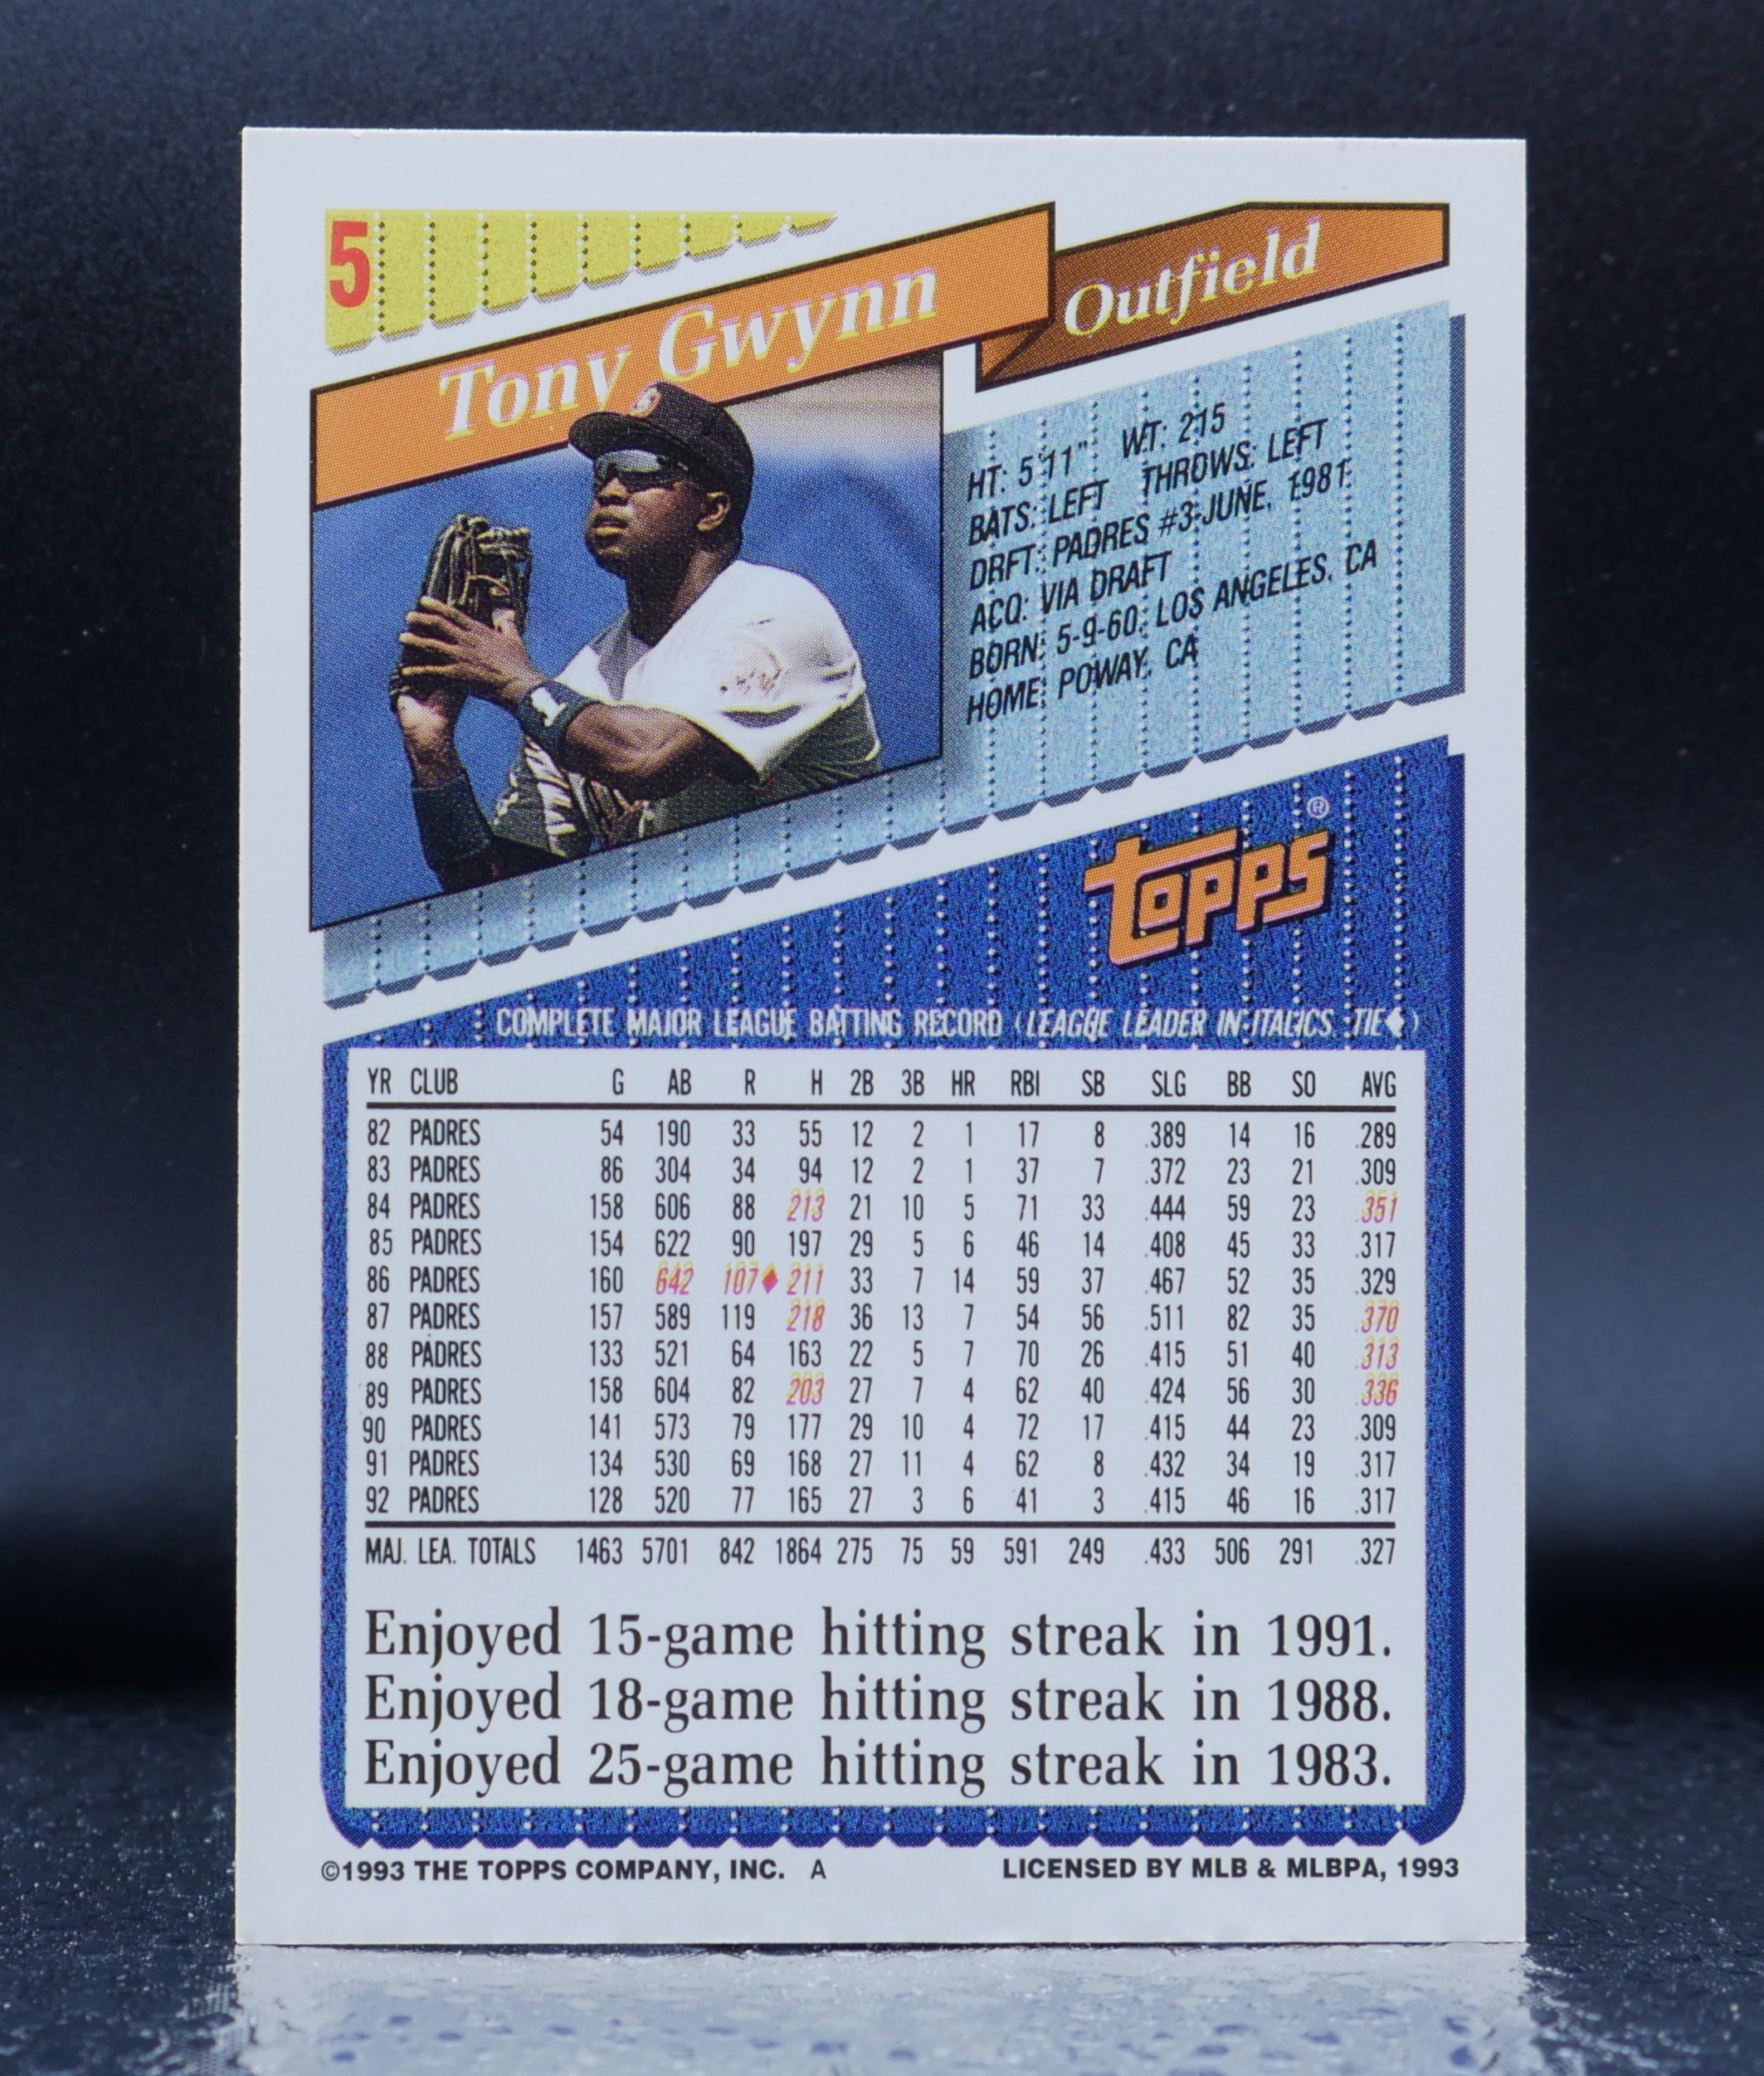 5
Tony Gwynn
Outfield
HT: 5'11" WT: 215
BATS: LEFT THROWS: LEFT
DRFT: PADRES #3-JUNE, 1981
ACQ: VIA DRAFT
BORN: 5-9-60, LOS ANGELES, CA
HOME: POWAY, CA
topps®
COMPLETE MAJOR LEAGUE BATTING RECORD (LEAGUE LEADER IN ITALICS, TIE♦)
YR CLUB G AB R H 2B 3B HR RBI SB SLG BB SO AVG
82 PADRES 54 190 33 55 12 2 1 17 8 .389 14 16 .289
83 PADRES 86 304 34 94 12 2 1 37 7 .372 23 21 .309
84 PADRES 158 606 88 213 21 10 5 71 33 .444 59 23 .351
85 PADRES 154 622 90 197 29 5 6 46 14 .408 45 33 .317
86 PADRES 160 642 107♦ 211 33 7 14 59 37 .467 52 35 .329
87 PADRES 157 589 119 218 36 13 7 54 56 .511 82 35 .370
88 PADRES 133 521 64 163 22 5 7 70 26 .415 51 40 .313
89 PADRES 158 604 82 203 27 7 4 62 40 .424 56 30 .336
90 PADRES 141 573 79 177 29 10 4 72 17 .415 44 23 .309
91 PADRES 134 530 69 168 27 11 4 62 8 .432 34 19 .317
92 PADRES 128 520 77 165 27 3 6 41 3 .415 46 16 .317
MAJ. LEA. TOTALS 1463 5701 842 1864 275 75 59 591 249 .433 506 291 .327
Enjoyed 15-game hitting streak in 1991.
Enjoyed 18-game hitting streak in 1988.
Enjoyed 25-game hitting streak in 1983.
©1993 THE TOPPS COMPANY, INC. A
LICENSED BY MLB & MLBPA, 1993